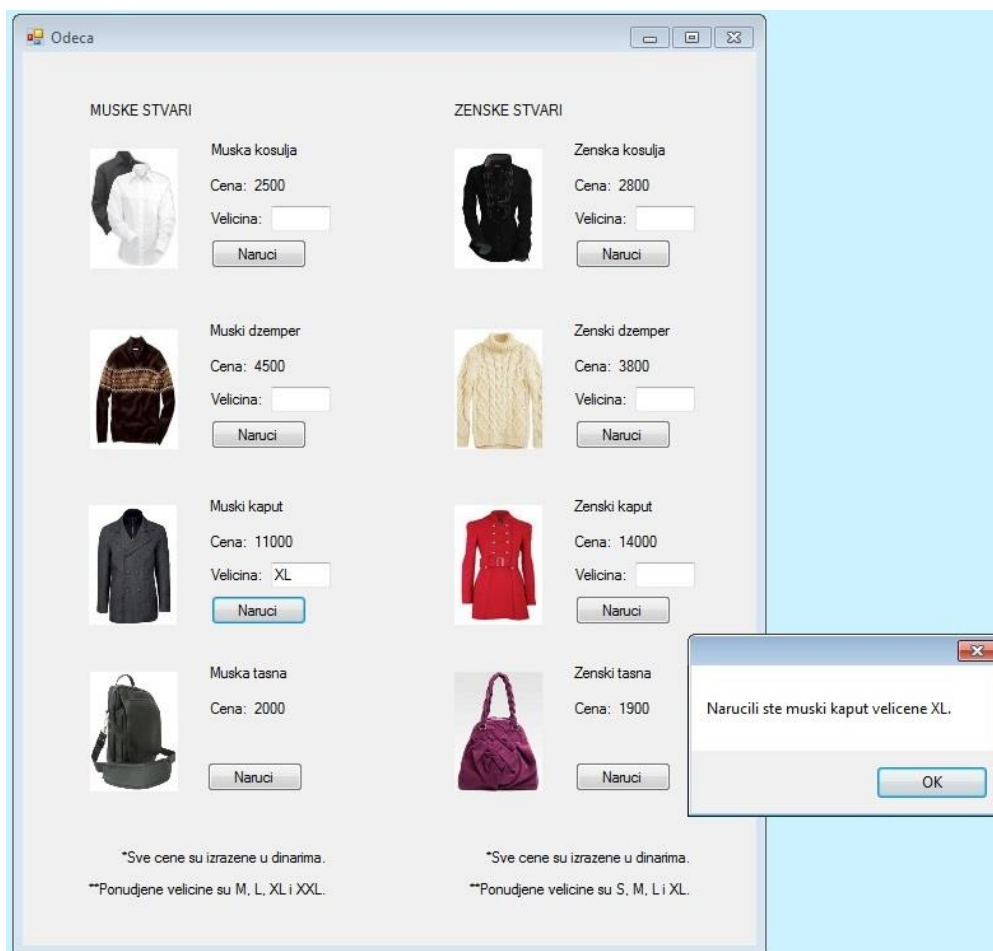 Odeca
MUSKE STVARI
Muska kosulja
Cena: 2500
Velicina:
Naruci
Muski dzemper
Cena: 4500
Velicina:
Naruci
Muski kaput
Cena: 11000
Velicina: XL
Naruci
Muska tasna
Cena: 2000
Naruci
*Sve cene su izrazene u dinarima.
**Ponudjene velicine su M, L, XL i XXL.
ZENSKE STVARI
Zenska kosulja
Cena: 2800
Velicina:
Naruci
Zenski dzemper
Cena: 3800
Velicina:
Naruci
Zenski kaput
Cena: 14000
Velicina:
Naruci
Zenski tasna
Cena: 1900
Naruci
*Sve cene su izrazene u dinarima.
**Ponudjene velicine su S, M, L i XL.
Narucili ste muski kaput velicene XL.
OK